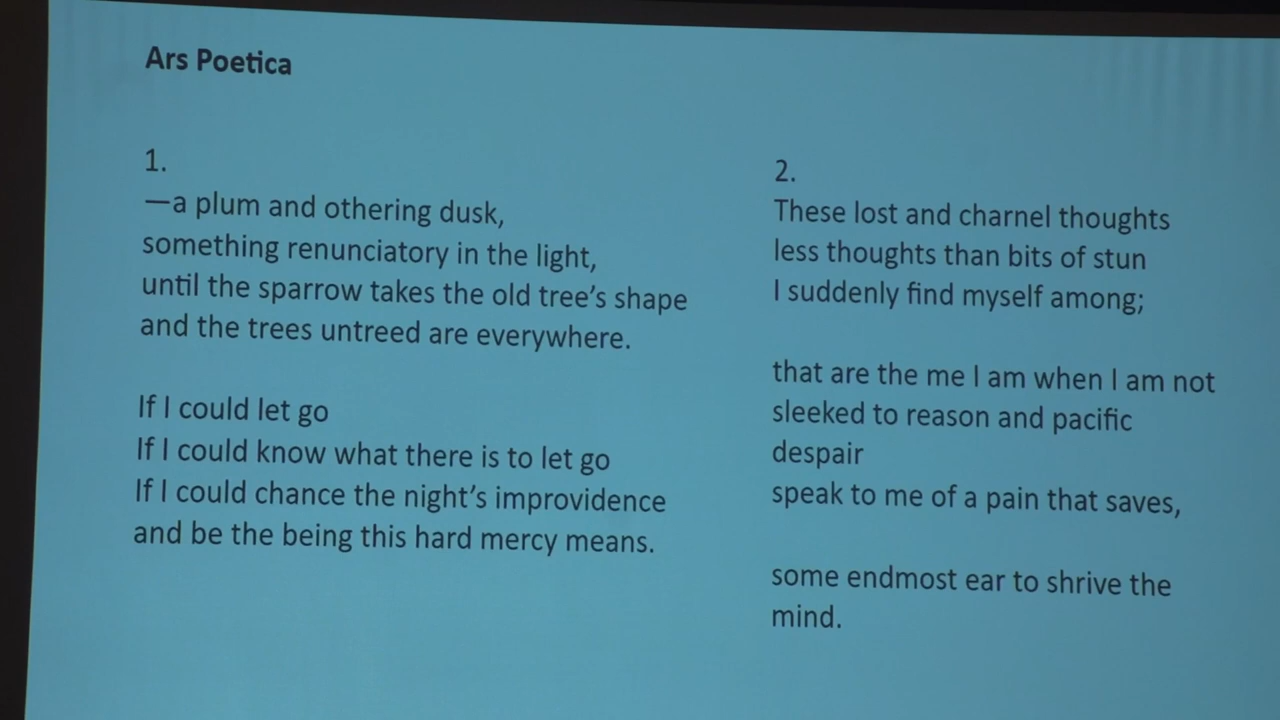 Ars Poetica
1.
—a plum and othering dusk,
something renunciatory in the light,
until the sparrow takes the old tree’s shape
and the trees untreed are everywhere.
If I could let go
If I could know what there is to let go
If I could chance the night’s improvidence
and be the being this hard mercy means.
2.
These lost and charnel thoughts
less thoughts than bits of stun
I suddenly find myself among;
that are the me I am when I am not
sleeked to reason and pacific
despair
speak to me of a pain that saves,
some endmost ear to shrive the
mind.